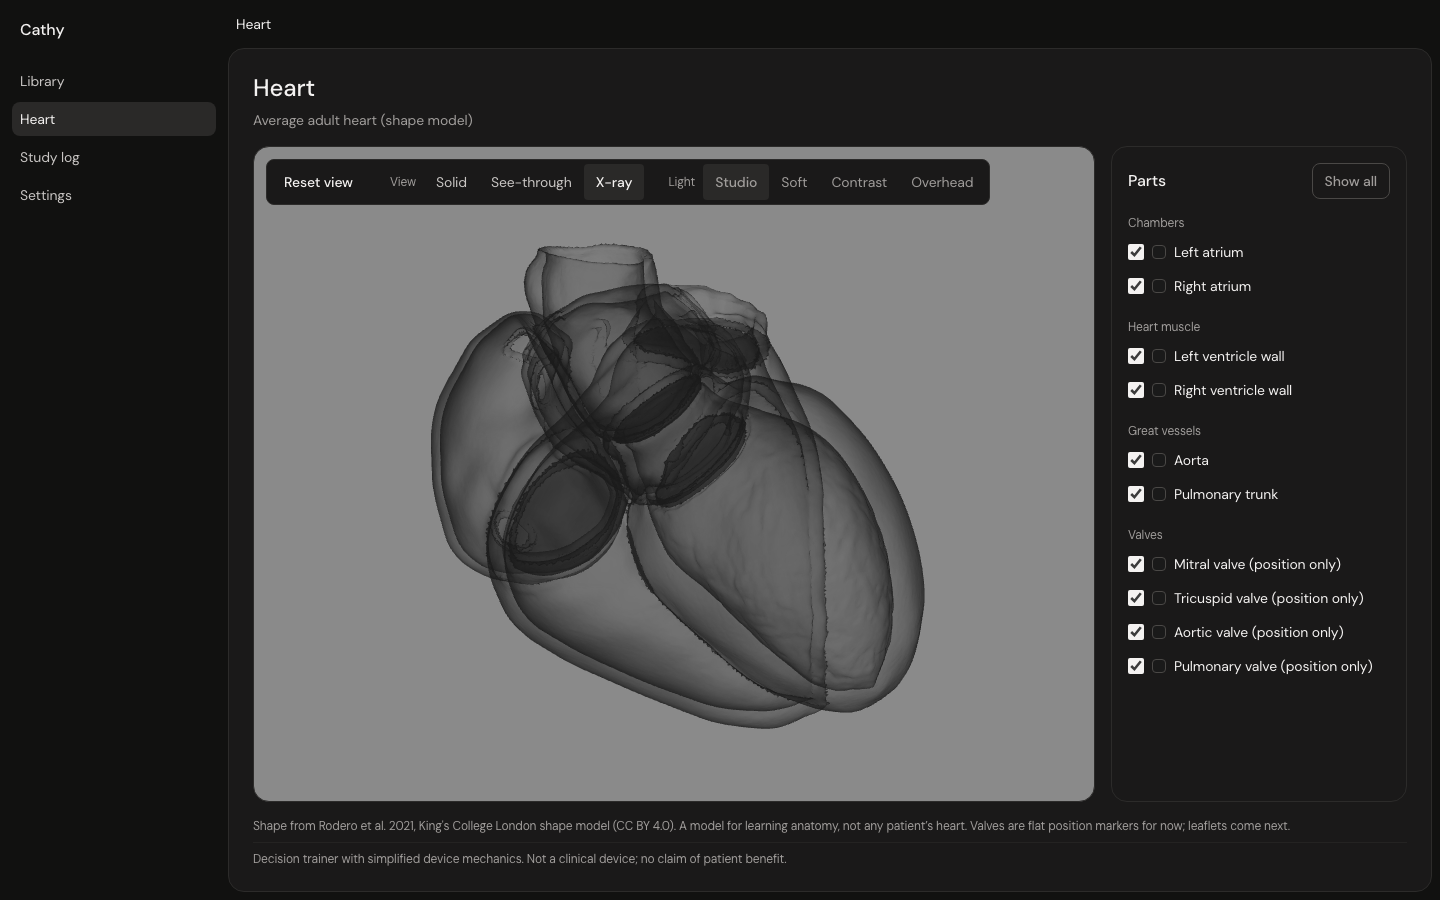 Cathy
Library
Heart
Study log
Settings
Heart
Heart
Average adult heart (shape model)
Reset view View Solid See-through X-ray Light Studio Soft Contrast Overhead
Parts Show all
Chambers
Left atrium
Right atrium
Heart muscle
Left ventricle wall
Right ventricle wall
Great vessels
Aorta
Pulmonary trunk
Valves
Mitral valve (position only)
Tricuspid valve (position only)
Aortic valve (position only)
Pulmonary valve (position only)
Shape from Rodero et al. 2021, King's College London shape model (CC BY 4.0). A model for learning anatomy, not any patient's heart. Valves are flat position markers for now; leaflets come next.
Decision trainer with simplified device mechanics. Not a clinical device; no claim of patient benefit.